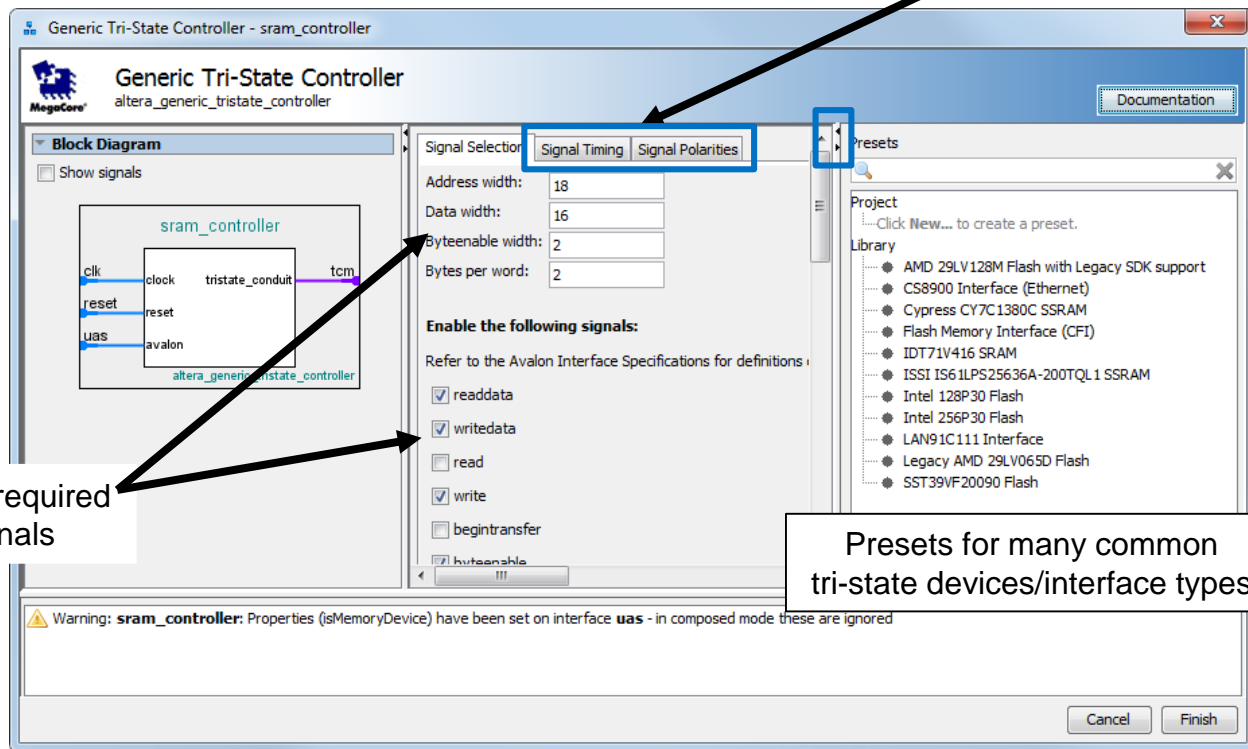 Generic Tri-State Controller - sram_controller
Generic Tri-State Controller
altera_generic_tristate_controller
MegaCore®
Documentation
Block Diagram
Show signals
sram_controller
clk
clock
tristate_conduit
tcm
reset
reset
uas
avalon
Signal Selection
Signal Timing
Signal Polarities
Address width:
18
Data width:
16
Byteenable width:
2
Bytes per word:
2
Enable the following signals:
Refer to the Avalon Interface Specifications for definitions
readdata
writedata
read
write
begintransfer
byteenable
Presets
Project
Click New... to create a preset.
Library
AMD 29LV128M Flash with Legacy SDK support
CS8900 Interface (Ethernet)
Cypress CY7C1380C SSRAM
Flash Memory Interface (CFI)
IDT71V416 SRAM
ISSI IS61LPS25636A-200TQL1 SSRAM
Intel 128P30 Flash
Intel 256P30 Flash
LAN91C111 Interface
Legacy AMD 29LV065D Flash
SST39VF20090 Flash
required
nals
Presets for many common
tri-state devices/interface types
Warning: sram_controller: Properties (isMemoryDevice) have been set on interface uas - in composed mode these are ignored
Cancel
Finish